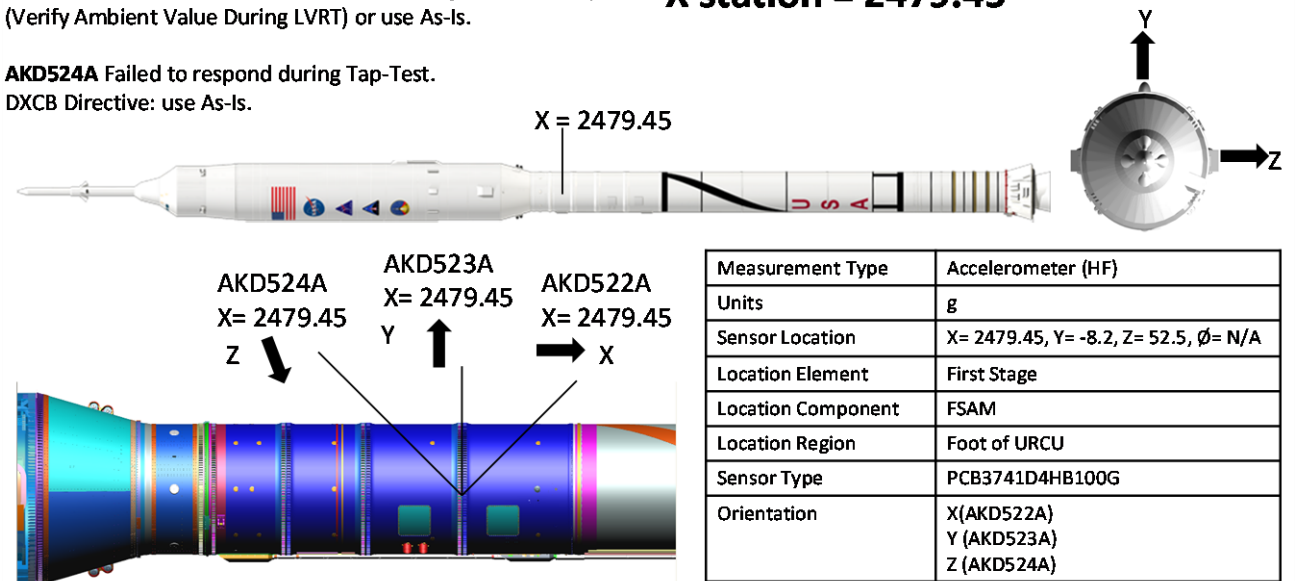 X station = 2479.45
(Verify Ambient Value During LVRT) or use As-Is.
AKD524A Failed to respond during Tap-Test.
DXCB Directive: use As-Is.
Y
Z
X = 2479.45
USA
AKD524A
X= 2479.45
Z
AKD523A
X= 2479.45
Y
AKD522A
X= 2479.45
X
Measurement Type Accelerometer (HF)
Units g
Sensor Location X= 2479.45, Y= -8.2, Z= 52.5, Ø= N/A
Location Element First Stage
Location Component FSAM
Location Region Foot of URCU
Sensor Type PCB3741D4HB100G
Orientation X(AKD522A)
Y (AKD523A)
Z (AKD524A)